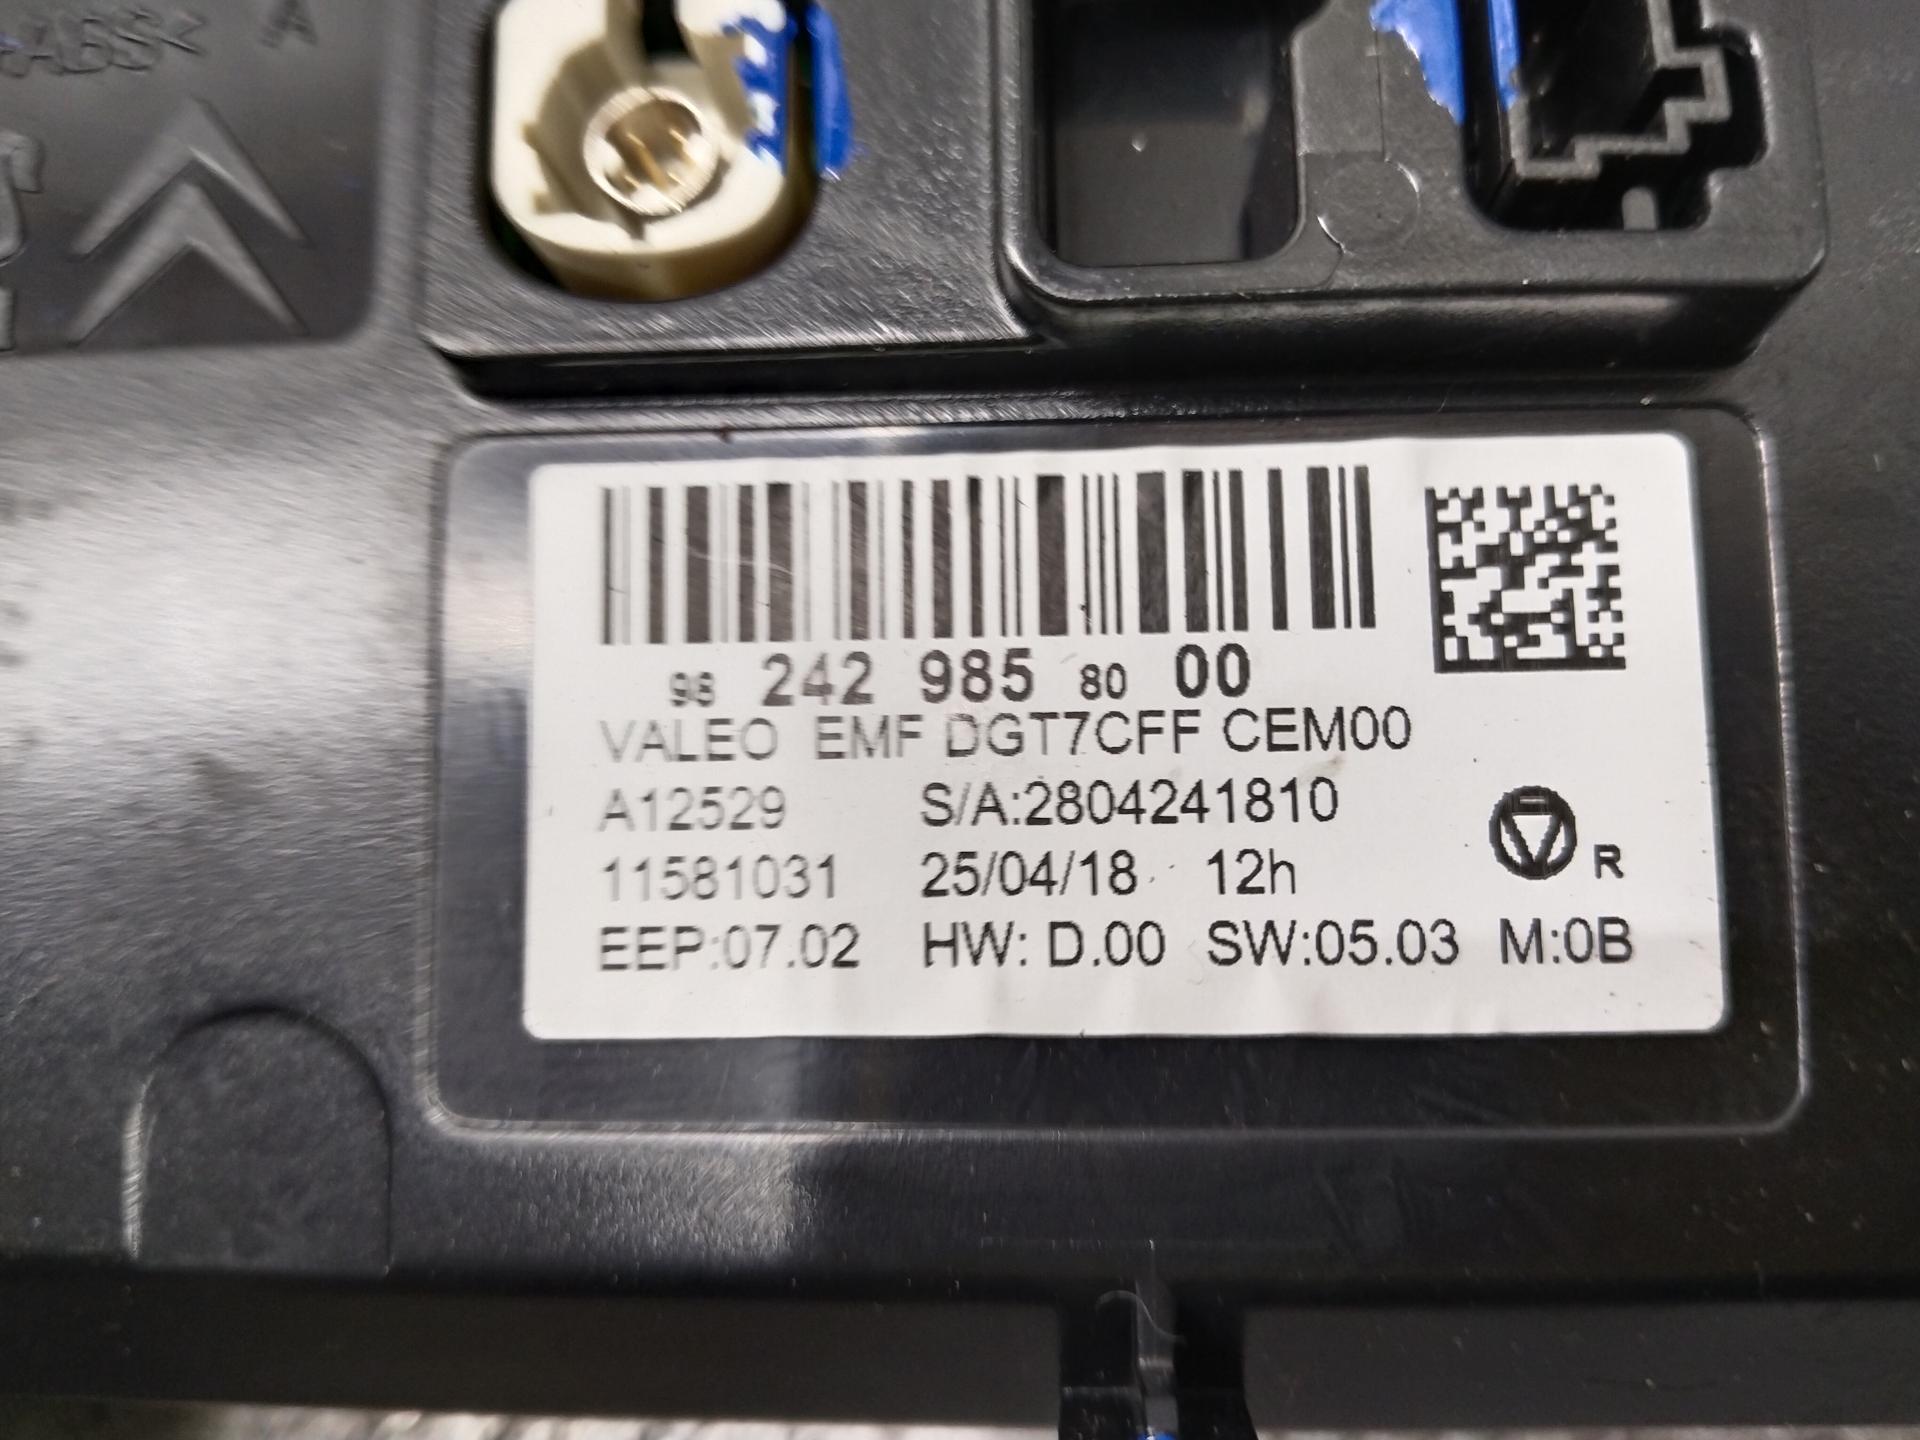 >ABS< A
98 242 985 80 00
VALEO EMF DGT7CFF CEM00
A12529 S/A:2804241810
11581031 25/04/18 12h
R
EEP:07.02 HW: D.00 SW:05.03 M:0B